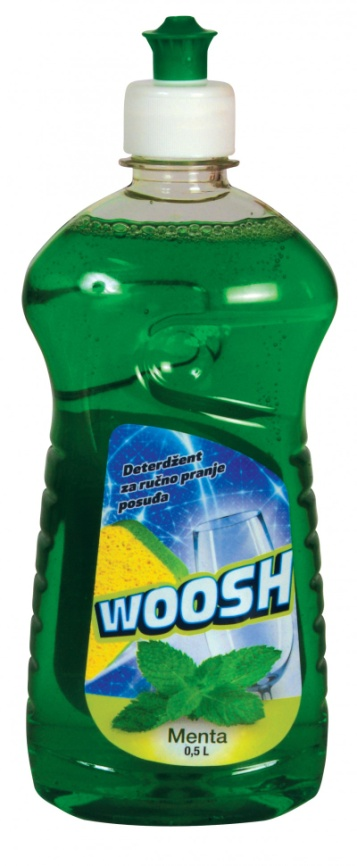 Deterdžent
za ručno pranje
posuđa
WOOSH
Menta
0,5 L